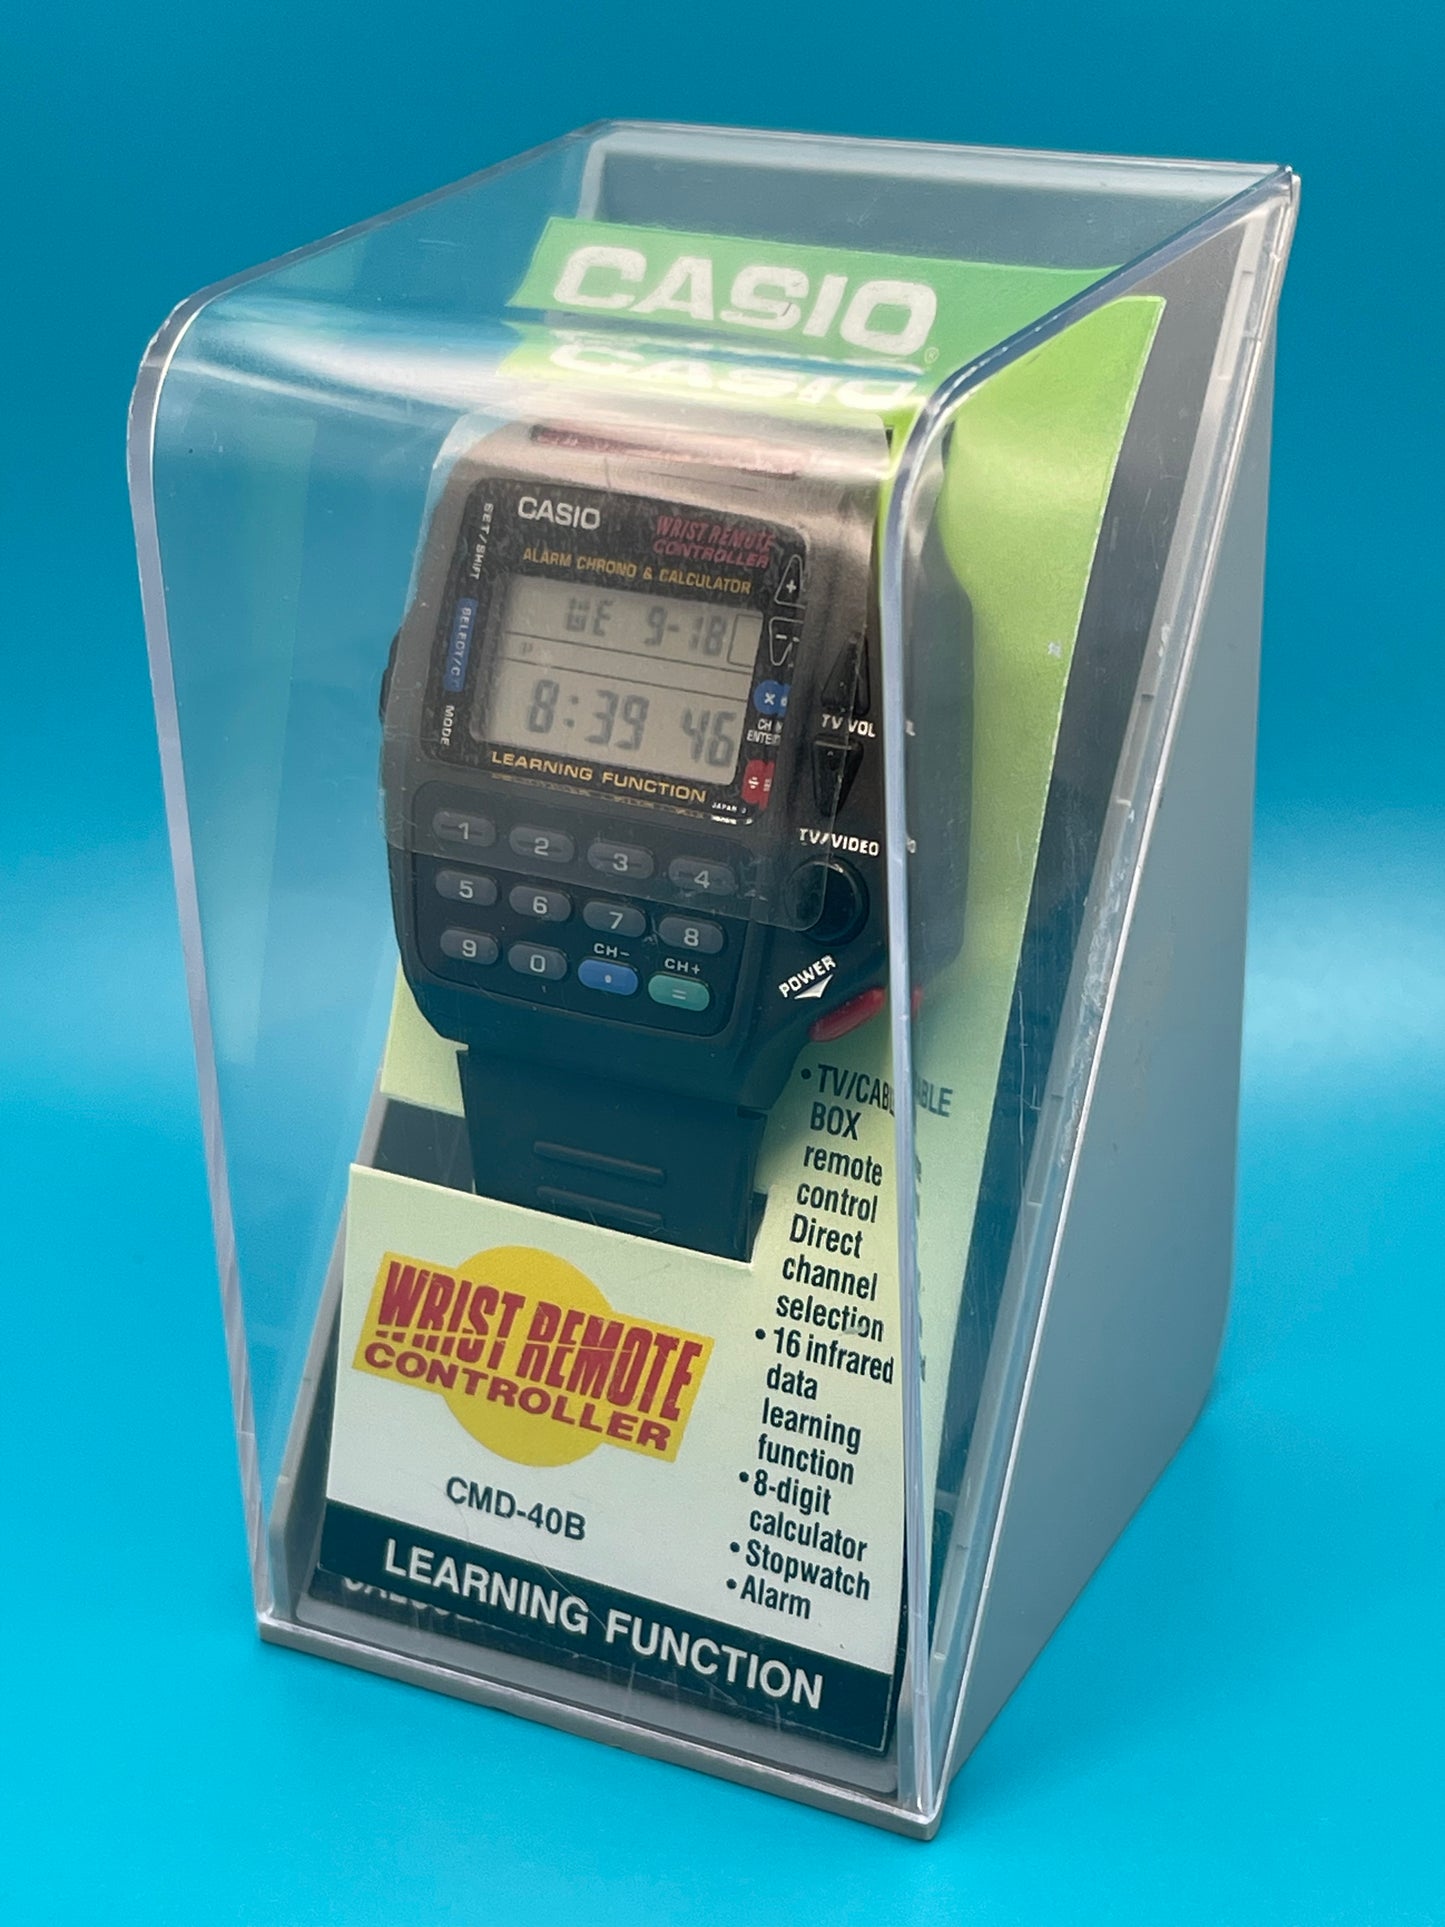 CASIO®
CASIO
WRIST REMOTE
CONTROLLER
ALARM CHRONO & CALCULATOR
SET/SHIFT
SELECT/C
MODE
WE 9-18
P
8:39 46
+
−
×
÷
ENTER
LEARNING FUNCTION
JAPAN
TV VOL
TV/VIDEO
1 2 3 4
5 6 7 8
CH− CH+
9 0 • =
POWER
• TV/CABLE
BOX
remote
control
Direct
channel
selection
• 16 infrared
data
learning
function
• 8-digit
calculator
• Stopwatch
• Alarm
WRIST REMOTE
CONTROLLER
CMD-40B
LEARNING FUNCTION